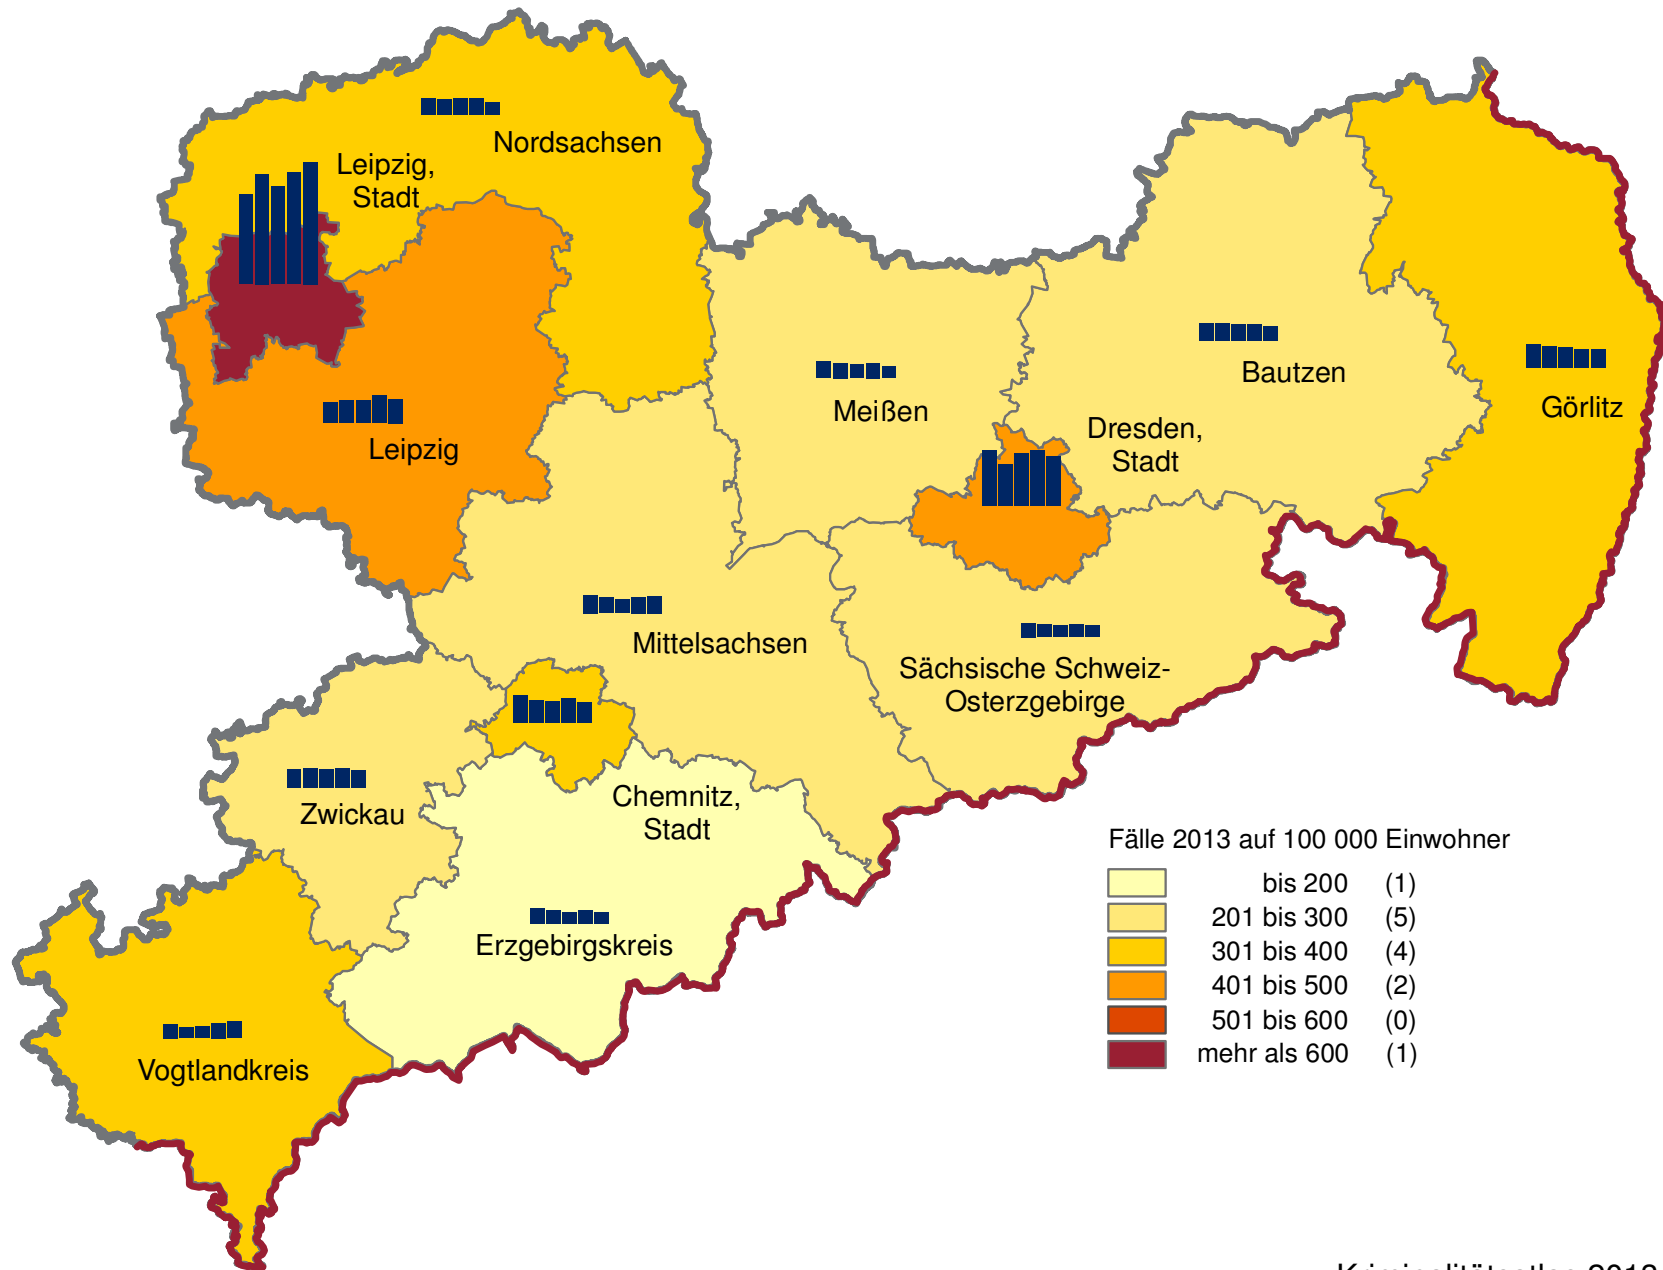 Nordsachsen
Leipzig,
Stadt
Leipzig
Meißen
Bautzen
Görlitz
Dresden,
Stadt
Mittelsachsen
Sächsische Schweiz-
Osterzgebirge
Zwickau
Chemnitz,
Stadt
Erzgebirgskreis
Vogtlandkreis
Fälle 2013 auf 100 000 Einwohner
bis 200 (1)
201 bis 300 (5)
301 bis 400 (4)
401 bis 500 (2)
501 bis 600 (0)
mehr als 600 (1)
Kriminalitätsatlas 2013